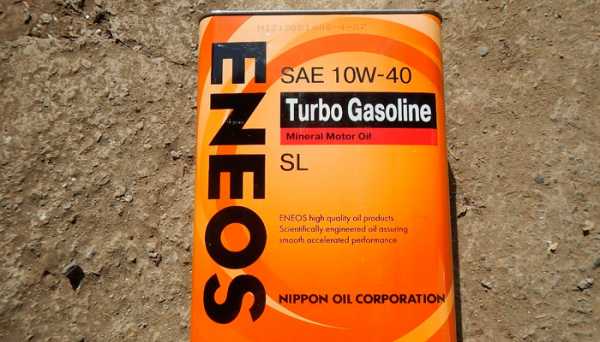 ENEOS
SAE 10W-40
Turbo Gasoline
Mineral Motor Oil
SL
ENEOS high quality oil products
Scientifically engineered oil assuring
smooth accelerated performance
NIPPON OIL CORPORATION